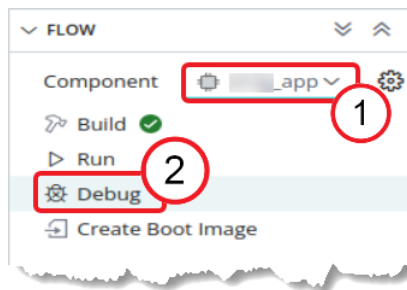 FLOW
Component _app
1
Build
Run
2
Debug
Create Boot Image